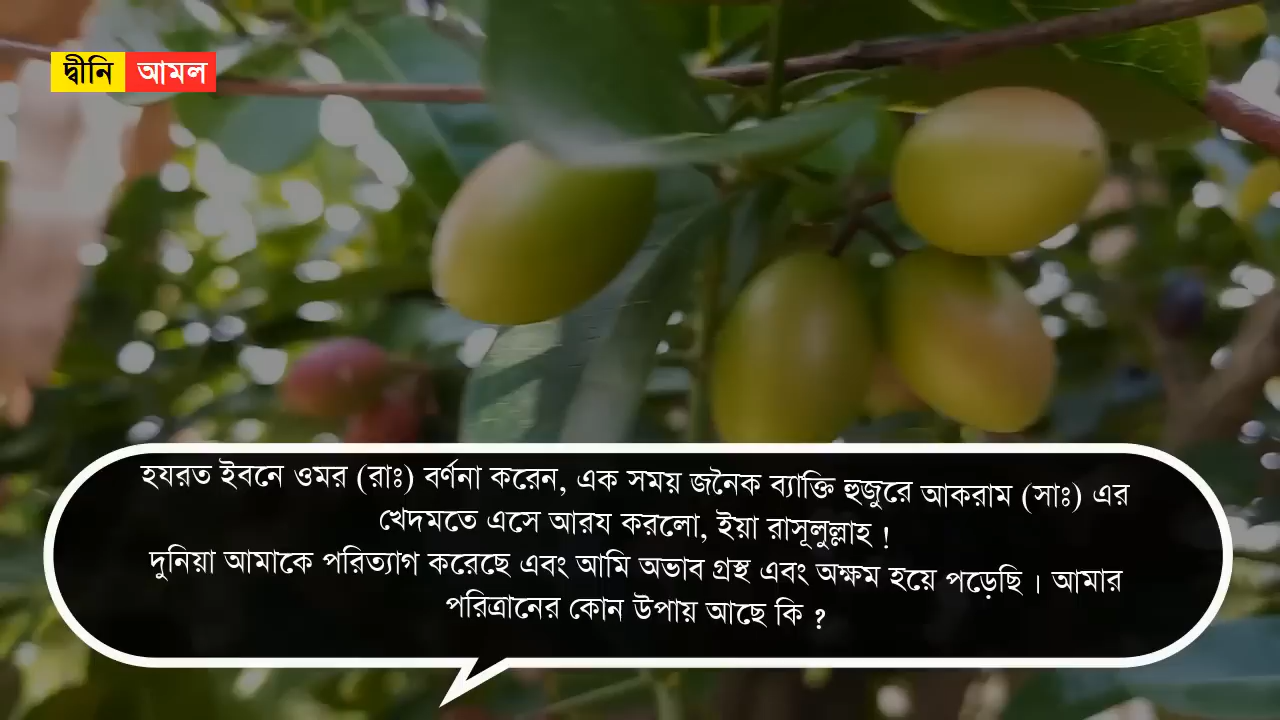 দ্বীনি আমল
হযরত ইবনে ওমর (রাঃ) বর্ণনা করেন, এক সময় জনৈক ব্যাক্তি হুজুরে আকরাম (সাঃ) এর
খেদমতে এসে আরয করলো, ইয়া রাসূলুল্লাহ !
দুনিয়া আমাকে পরিত্যাগ করেছে এবং আমি অভাব গ্রস্থ এবং অক্ষম হয়ে পড়েছি । আমার
পরিত্রানের কোন উপায় আছে কি ?